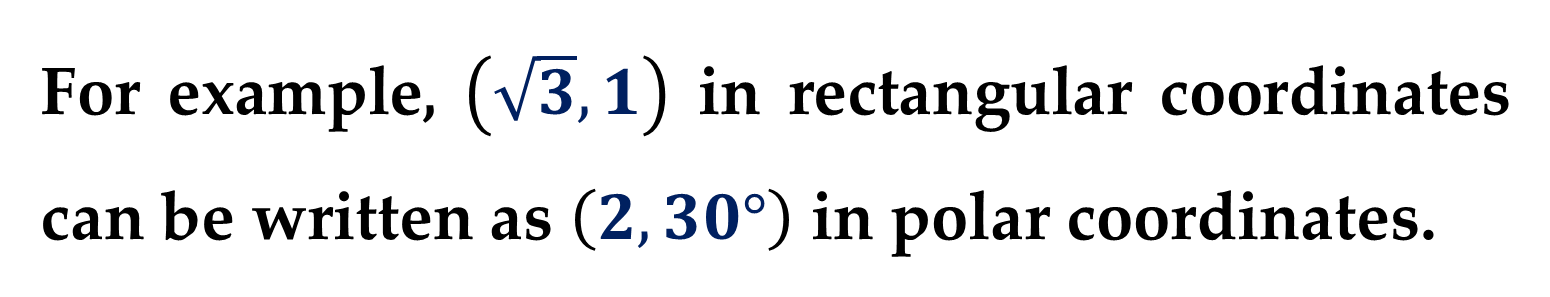 For example, (√3, 1) in rectangular coordinates
can be written as (2, 30°) in polar coordinates.